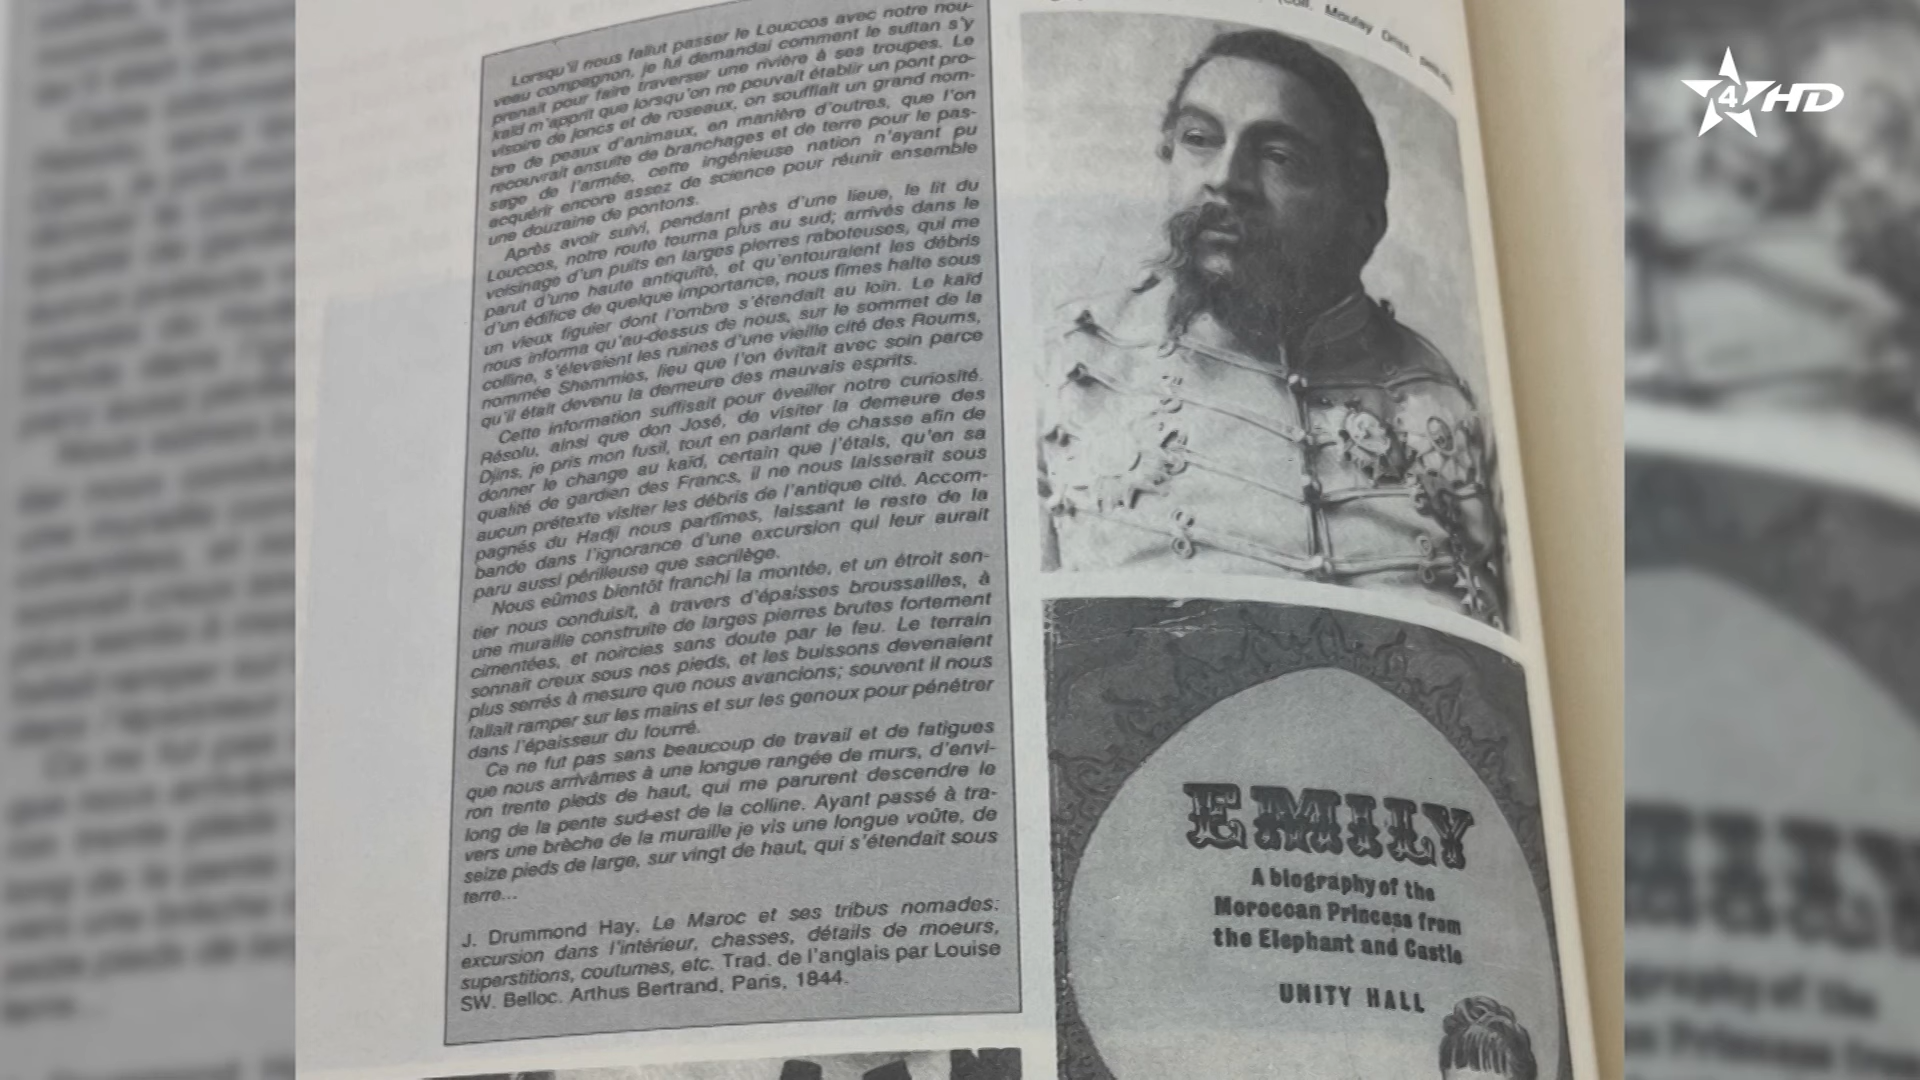 Lorsqu'il nous fallut passer le Louccos avec notre nou-
veau compagnon, je lui demandai comment le sultan s'y
prenait pour faire traverser une rivière à ses troupes. Le
kaïd m'apprit que lorsqu'on ne pouvait établir un pont pro-
visoire de joncs et de roseaux, on soufflait un grand nom-
bre de peaux d'animaux, en manière d'outres, que l'on
recouvrait ensuite de branchages et de terre pour le pas-
sage de l'armée, cette ingénieuse nation n'ayant pu
acquérir encore assez de science pour réunir ensemble
une douzaine de pontons.
Après avoir suivi, pendant près d'une lieue, le lit du
Louccos, notre route tourna plus au sud; arrivés dans le
voisinage d'un puits en larges pierres raboteuses, qui me
parut d'une haute antiquité, et qu'entouraient les débris
d'un édifice de quelque importance, nous fîmes halte sous
un vieux figuier dont l'ombre s'étendait au loin. Le kaïd
nous informa qu'au-dessus de nous, sur le sommet de la
colline, s'élevaient les ruines d'une vieille cité des Roums,
nommée Shemmies, lieu que l'on évitait avec soin parce
qu'il était devenu la demeure des mauvais esprits.
Cette information suffisait pour éveiller notre curiosité.
Résolu, ainsi que don José, de visiter la demeure des
Djins, je pris mon fusil, tout en parlant de chasse afin de
donner le change au kaïd, certain que j'étais, qu'en sa
qualité de gardien des Francs, il ne nous laisserait sous
aucun prétexte visiter les débris de l'antique cité. Accom-
pagnés du Hadji nous partîmes, laissant le reste de la
bande dans l'ignorance d'une excursion qui leur aurait
paru aussi périlleuse que sacrilège.
Nous eûmes bientôt franchi la montée, et un étroit sen-
tier nous conduisit, à travers d'épaisses broussailles, à
une muraille construite de larges pierres brutes fortement
cimentées, et noircies sans doute par le feu. Le terrain
sonnait creux sous nos pieds, et les buissons devenaient
plus serrés à mesure que nous avancions; souvent il nous
fallait ramper sur les mains et sur les genoux pour pénétrer
dans l'épaisseur du fourré.
Ce ne fut pas sans beaucoup de travail et de fatigues
que nous arrivâmes à une longue rangée de murs, d'envi-
ron trente pieds de haut, qui me parurent descendre le
long de la pente sud-est de la colline. Ayant passé à tra-
vers une brèche de la muraille je vis une longue voûte, de
seize pieds de large, sur vingt de haut, qui s'étendait sous
terre...
J. Drummond Hay. Le Maroc et ses tribus nomades:
excursion dans l'intérieur, chasses, détails de moeurs,
superstitions, coutumes, etc. Trad. de l'anglais par Louise
SW. Belloc. Arthus Bertrand, Paris, 1844.
(coll. Moulay Driss
4 HD
EMILY
A biography of the
Moroccan Princess from
the Elephant and Castle
UNITY HALL